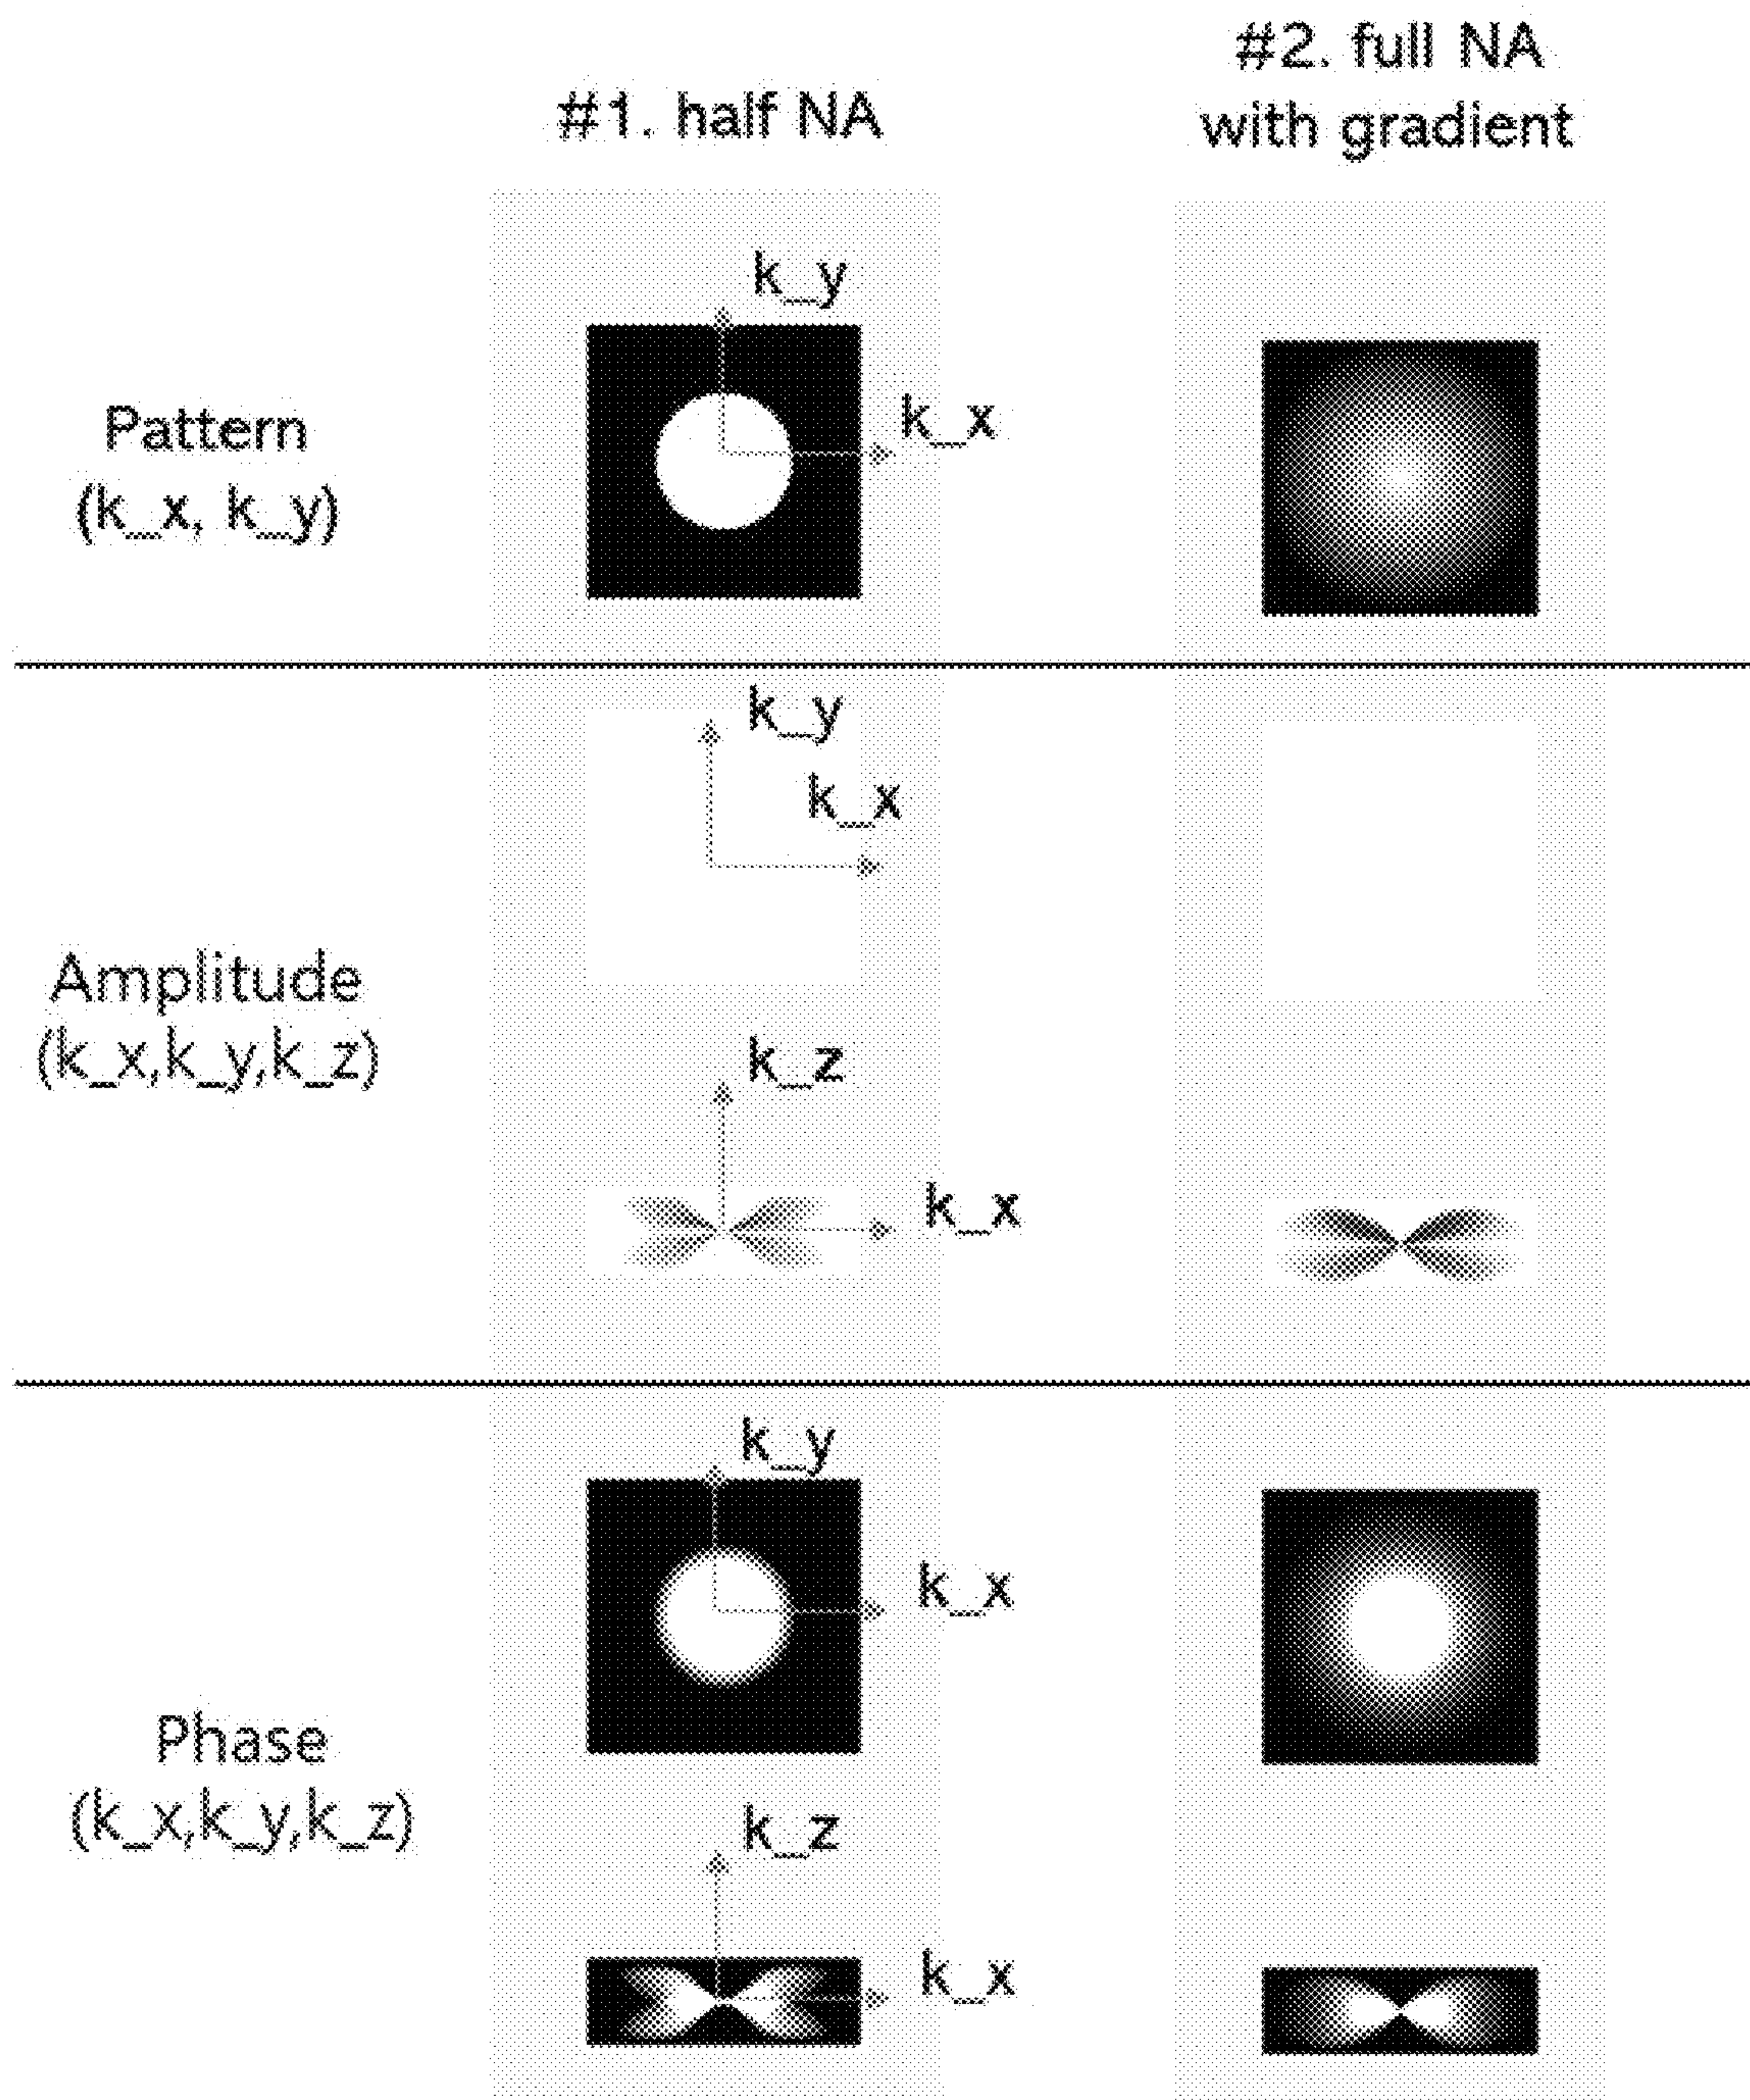 #1. half NA
#2. full NA
with gradient
Pattern
(k_x, k_y)
k_y
k_x
Amplitude
(k_x,k_y,k_z)
k_y
k_x
k_z
k_x
Phase
(k_x,k_y,k_z)
k_y
k_x
k_z
k_x